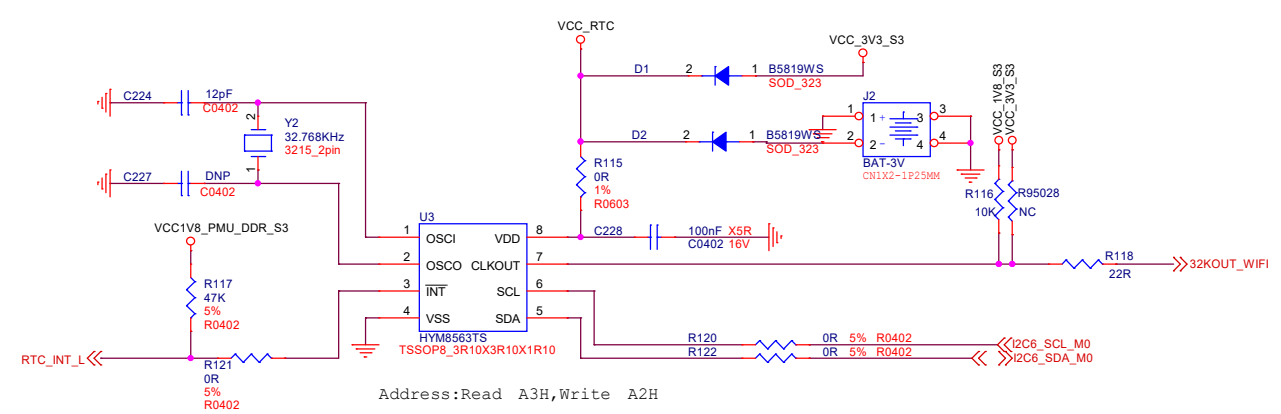 VCC_RTC
VCC_3V3_S3
D1 2 1 B5819WS
SOD_323
C224 12pF
C0402
2
Y2
32.768KHz
3215_2pin
1
C227 DNP
C0402
J2
1 1 + 3 3
2 2 - 4 4
BAT-3V
CN1X2-1P25MM
D2 2 1 B5819WS
SOD_323
VCC_1V8_S3
VCC_3V3_S3
R115
0R
1%
R0603
R116
10K
R95028
NC
VCC1V8_PMU_DDR_S3
R117
47K
5%
R0402
U3
1 OSCI VDD 8
2 OSCO CLKOUT 7
3 INT SCL 6
4 VSS SDA 5
HYM8563TS
TSSOP8_3R10X3R10X1R10
C228 100nF X5R
C0402 16V
R118
22R
32KOUT_WIFI
RTC_INT_L
R121
0R
5%
R0402
R120 0R 5% R0402
I2C6_SCL_M0
R122 0R 5% R0402
I2C6_SDA_M0
Address:Read A3H,Write A2H